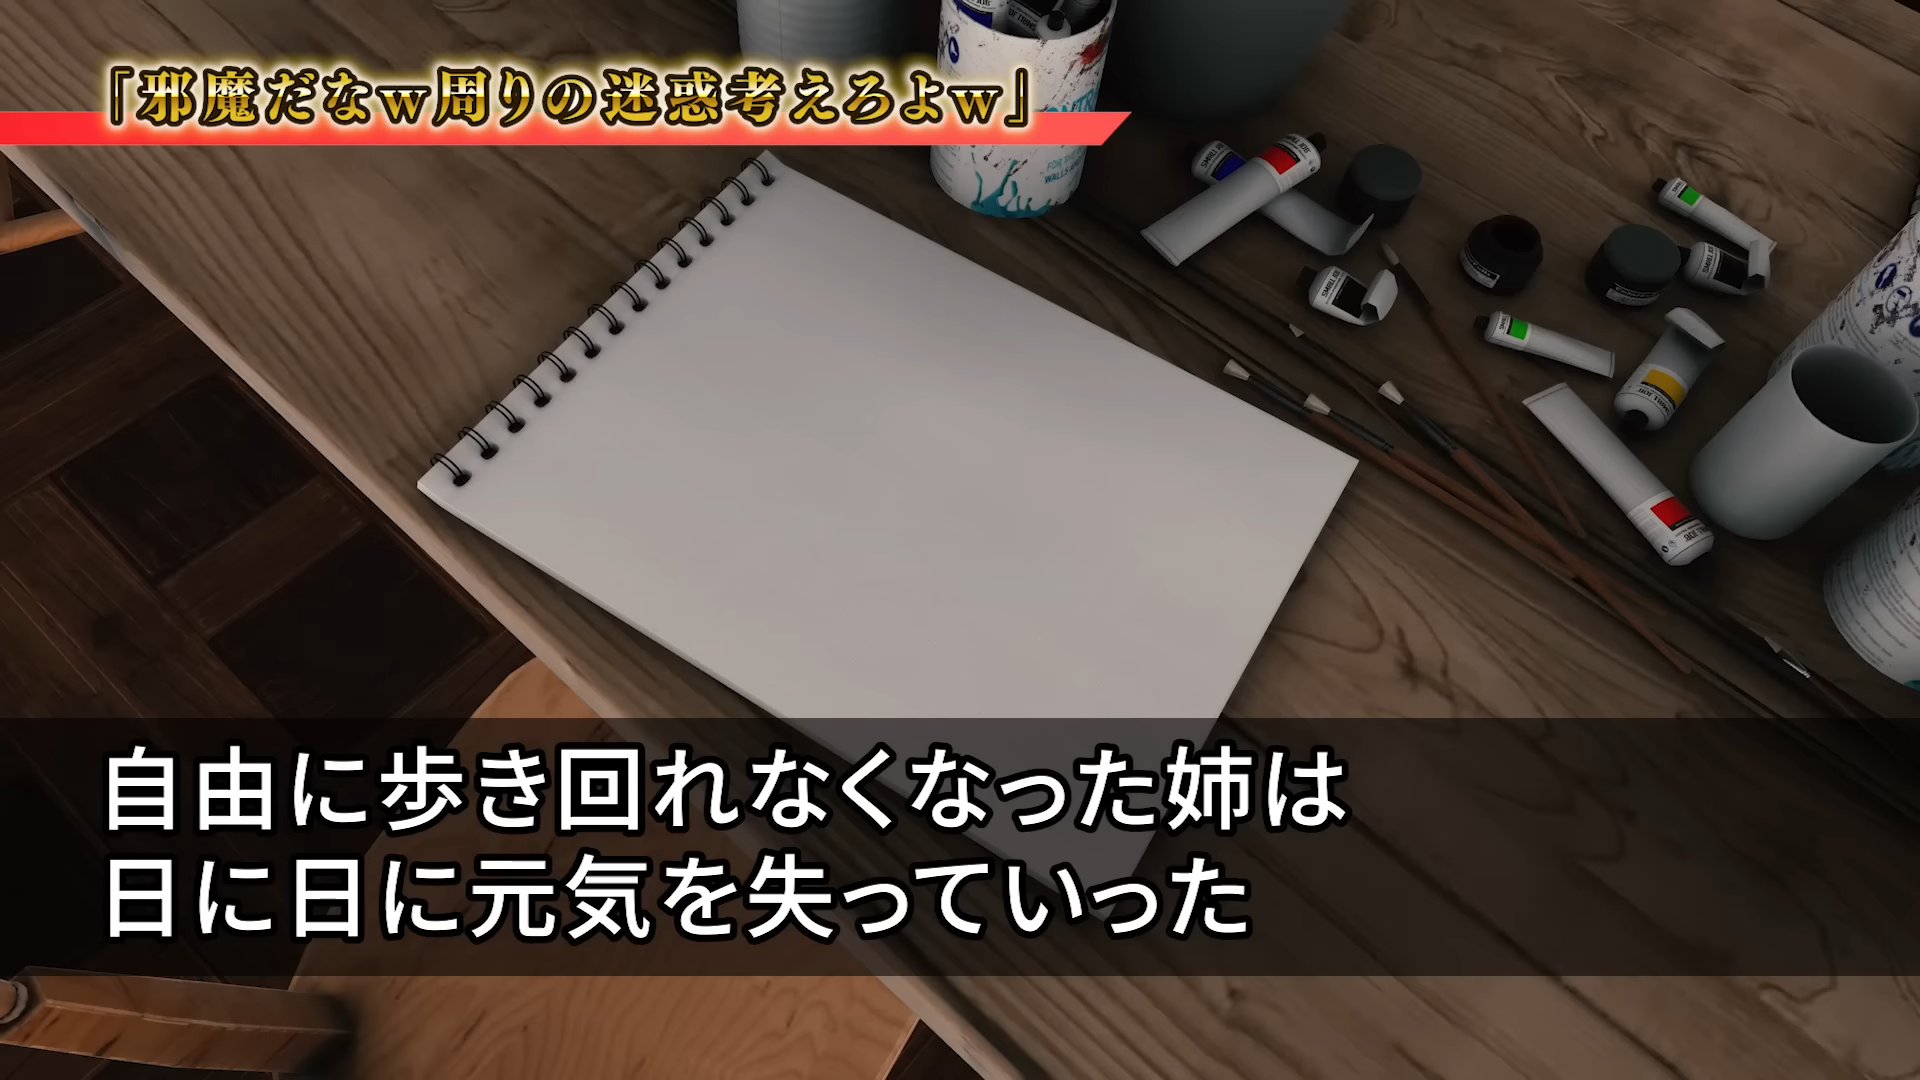 「邪魔だなw周りの迷惑考えろよw」
自由に歩き回れなくなった姉は
日に日に元気を失っていった